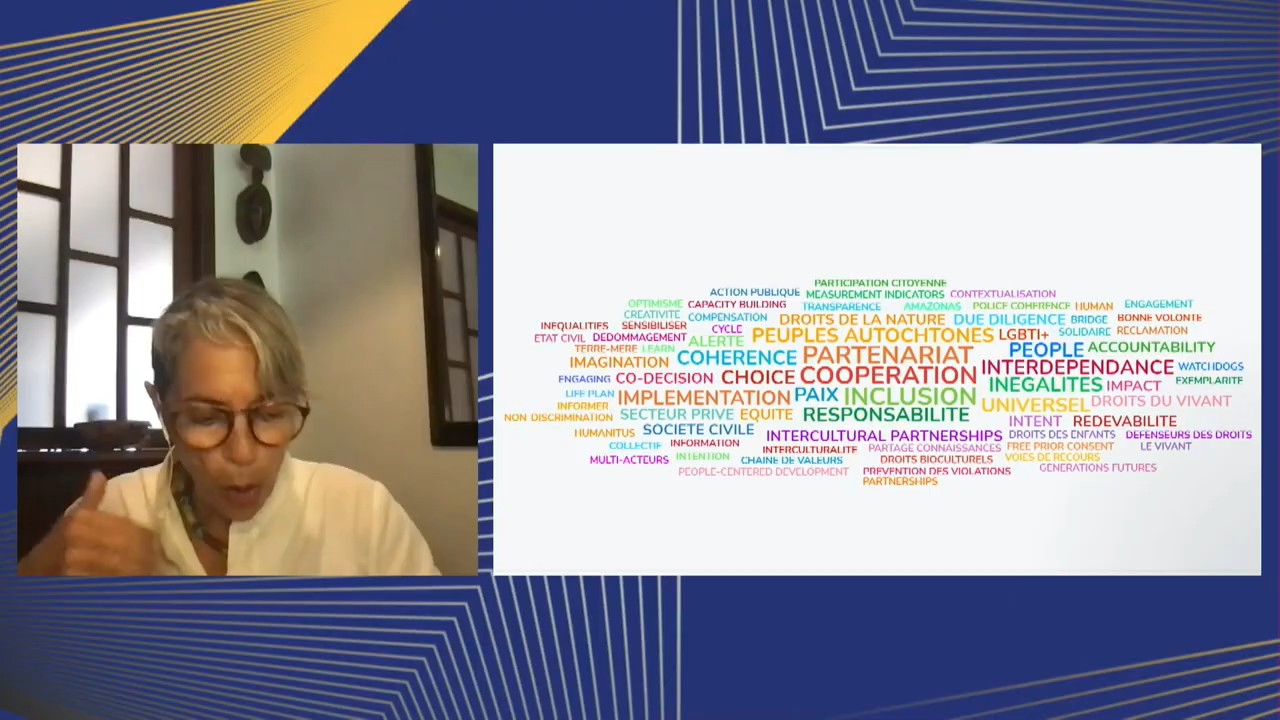 PARTICIPATION CITOYENNE
ACTION PUBLIQUE MEASUREMENT INDICATORS CONTEXTUALISATION
OPTIMISME CAPACITY BUILDING TRANSPARENCE AMAZONAS POLICE COHERENCE HUMAN ENGAGEMENT
CREATIVITE COMPENSATION DROITS DE LA NATURE DUE DILIGENCE BRIDGE BONNE VOLONTE
INEQUALITIES SENSIBILISER CYCLE PEUPLES AUTOCHTONES LGBTI+ SOLIDAIRE RECLAMATION
ETAT CIVIL DEDOMMAGEMENT ALERTE
TERRE-MERE LEARN COHERENCE PARTENARIAT PEOPLE ACCOUNTABILITY
IMAGINATION INTERDEPENDANCE WATCHDOGS
ENGAGING CO-DECISION CHOICE COOPERATION INEGALITES IMPACT EXEMPLARITE
LIFE PLAN IMPLEMENTATION PAIX INCLUSION UNIVERSEL DROITS DU VIVANT
INFORMER
NON DISCRIMINATION SECTEUR PRIVE EQUITE RESPONSABILITE INTENT REDEVABILITE
HUMANITUS SOCIETE CIVILE INTERCULTURAL PARTNERSHIPS DROITS DES ENFANTS DEFENSEURS DES DROITS
COLLECTIF INFORMATION INTERCULTURALITE PARTAGE CONNAISSANCES FREE PRIOR CONSENT LE VIVANT
MULTI-ACTEURS INTENTION CHAINE DE VALEURS DROITS BIOCULTURELS VOIES DE RECOURS
PEOPLE-CENTERED DEVELOPMENT PREVENTION DES VIOLATIONS GENERATIONS FUTURES
PARTNERSHIPS